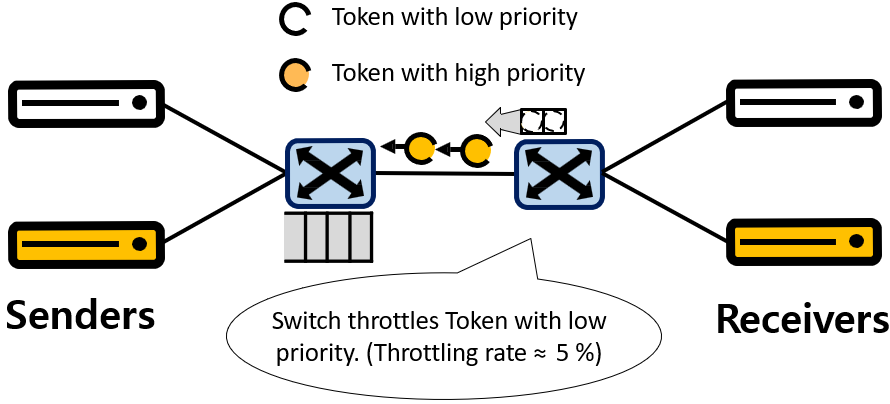 Token with low priority
Token with high priority
Senders
Receivers
Switch throttles Token with low
priority. (Throttling rate ≈ 5 %)